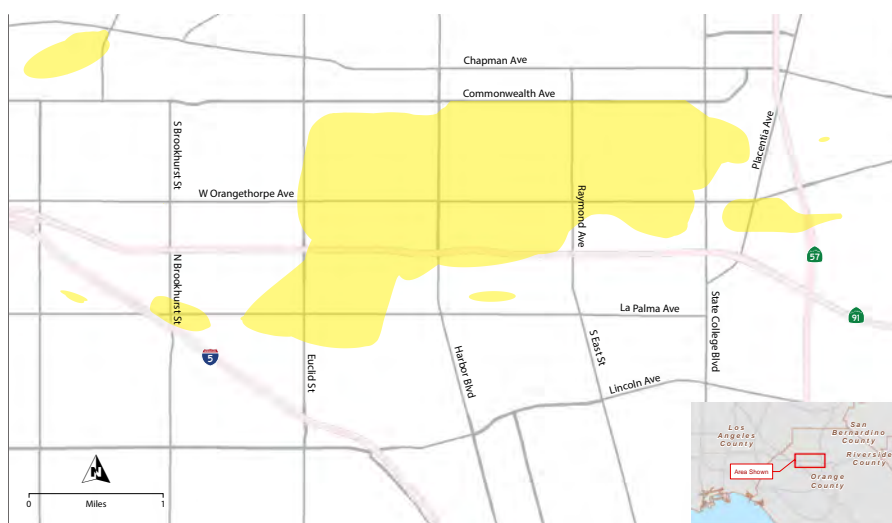 Chapman Ave
Commonwealth Ave
S Brookhurst St
Placentia Ave
W Orangethorpe Ave
Raymond Ave
57
N Brookhurst St
La Palma Ave
State College Blvd
91
5
Euclid St
Harbor Blvd
S East St
Lincoln Ave
N
0
1
Miles
Los
Angeles
County
San
Bernardino
County
Riverside
County
Area Shown
Orange
County